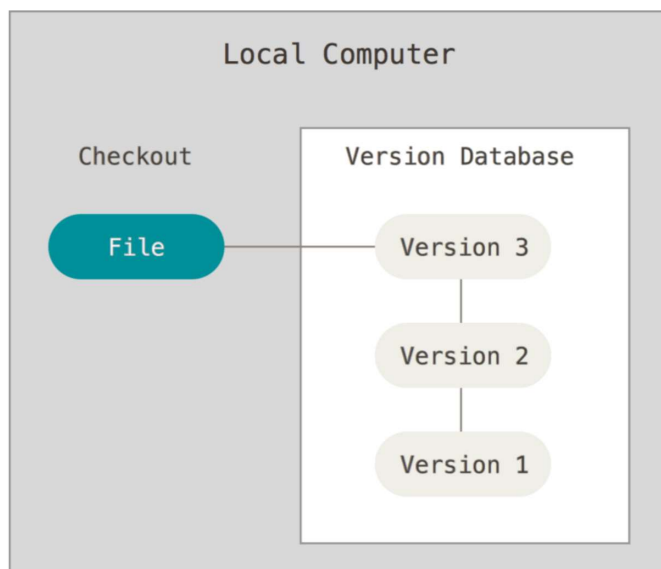 Local Computer
Checkout
Version Database
File
Version 3
Version 2
Version 1